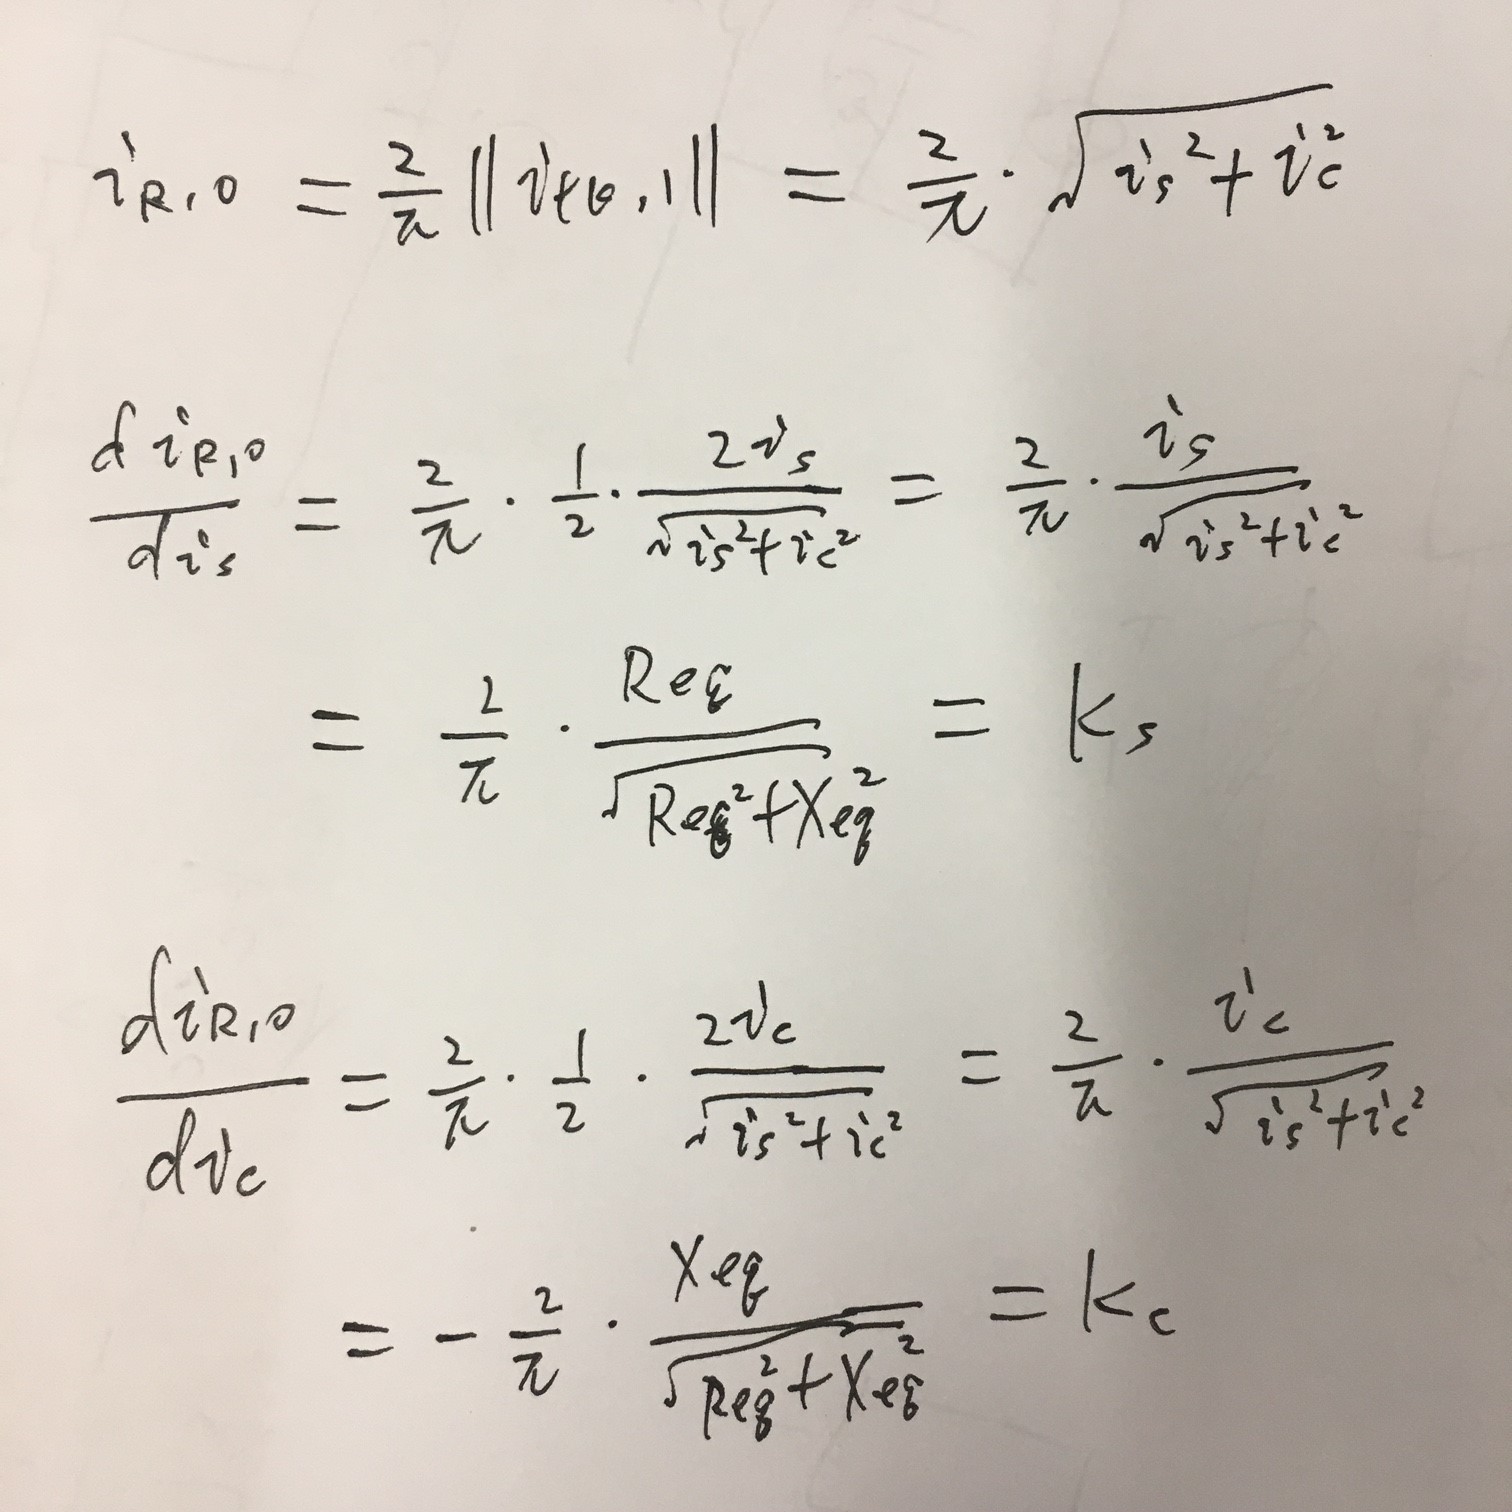 i_{R,0} = \frac{2}{\pi} ||i_{,1}|| = \frac{2}{\pi} \cdot \sqrt{i_s^2 + i_c^2}
\frac{d i_{R,0}}{d i_s} = \frac{2}{\pi} \cdot \frac{1}{2} \cdot \frac{2 i_s}{\sqrt{i_s^2 + i_c^2}} = \frac{2}{\pi} \cdot \frac{i_s}{\sqrt{i_s^2 + i_c^2}}
= \frac{2}{\pi} \cdot \frac{Req}{\sqrt{Req^2 + Xeq^2}} = k_s
\frac{d i_{R,0}}{d i_c} = \frac{2}{\pi} \cdot \frac{1}{2} \cdot \frac{2 i_c}{\sqrt{i_s^2 + i_c^2}} = \frac{2}{\pi} \cdot \frac{i_c}{\sqrt{i_s^2 + i_c^2}}
= - \frac{2}{\pi} \cdot \frac{Xeq}{\sqrt{Req^2 + Xeq^2}} = k_c